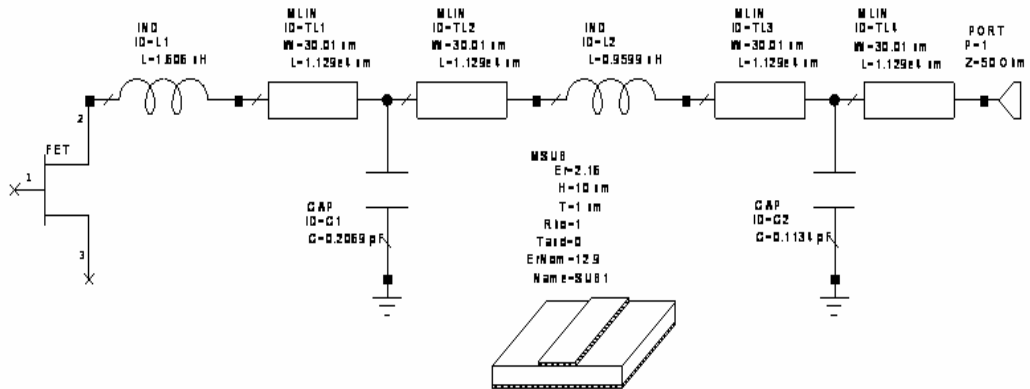 IND
ID=L1
L=1.606 nH
MLIN
ID=TL1
W=30.01 um
L=1.129e4 um
MLIN
ID=TL2
W=30.01 um
L=1.129e4 um
IND
ID=L2
L=0.9599 nH
MLIN
ID=TL3
W=30.01 um
L=1.129e4 um
MLIN
ID=TL4
W=30.01 um
L=1.129e4 um
PORT
P=1
2
FET
1
3
CAP
ID=C1
C=0.2069 pF
MSUB
Er=2.16
H=10 um
T=1 um
Rho=1
Tand=0
ErNom=12.9
Name=SUB1
CAP
ID=C2
C=0.1134 pF